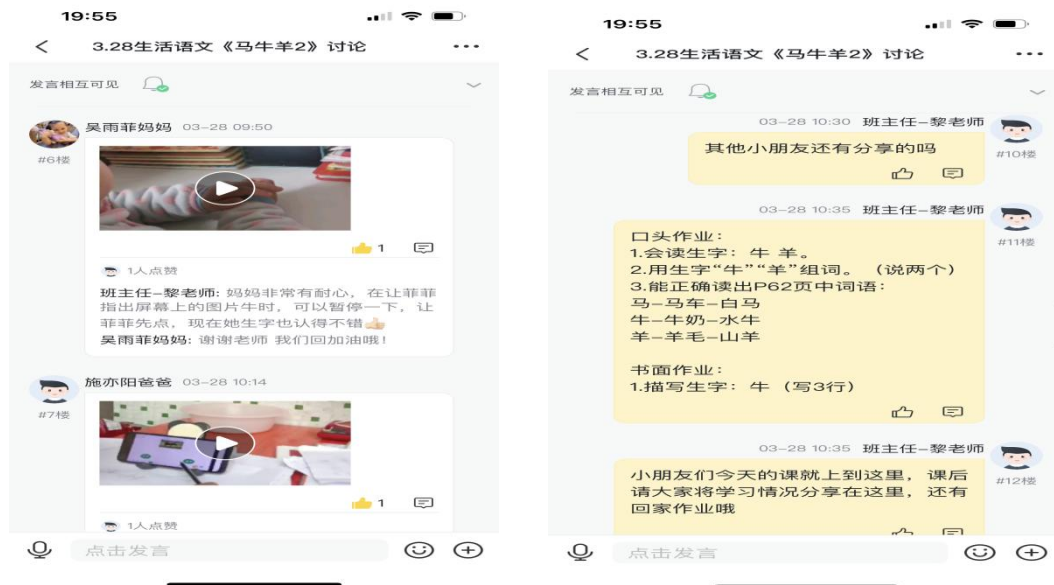 19:55
3.28生活语文《马牛羊2》讨论
发言相互可见
吴雨菲妈妈 03-28 09:50
#6楼
1
1人点赞
班主任-黎老师: 妈妈非常有耐心，在让菲菲
指出屏幕上的图片牛时，可以暂停一下，让
菲菲先点，现在她生字也认得不错
吴雨菲妈妈: 谢谢老师 我们回加油哦！
施亦阳爸爸 03-28 10:14
#7楼
1
1人点赞
点击发言
19:55
3.28生活语文《马牛羊2》讨论
发言相互可见
03-28 10:30 班主任-黎老师
#10楼
其他小朋友还有分享的吗
03-28 10:35 班主任-黎老师
#11楼
口头作业：
1.会读生字：牛 羊。
2.用生字“牛”“羊”组词。（说两个）
3.能正确读出P62页中词语：
马-马车-白马
牛-牛奶-水牛
羊-羊毛-山羊
书面作业：
1.描写生字：牛（写3行）
03-28 10:35 班主任-黎老师
#12楼
小朋友们今天的课就上到这里，课后
请大家将学习情况分享在这里，还有
回家作业哦
点击发言